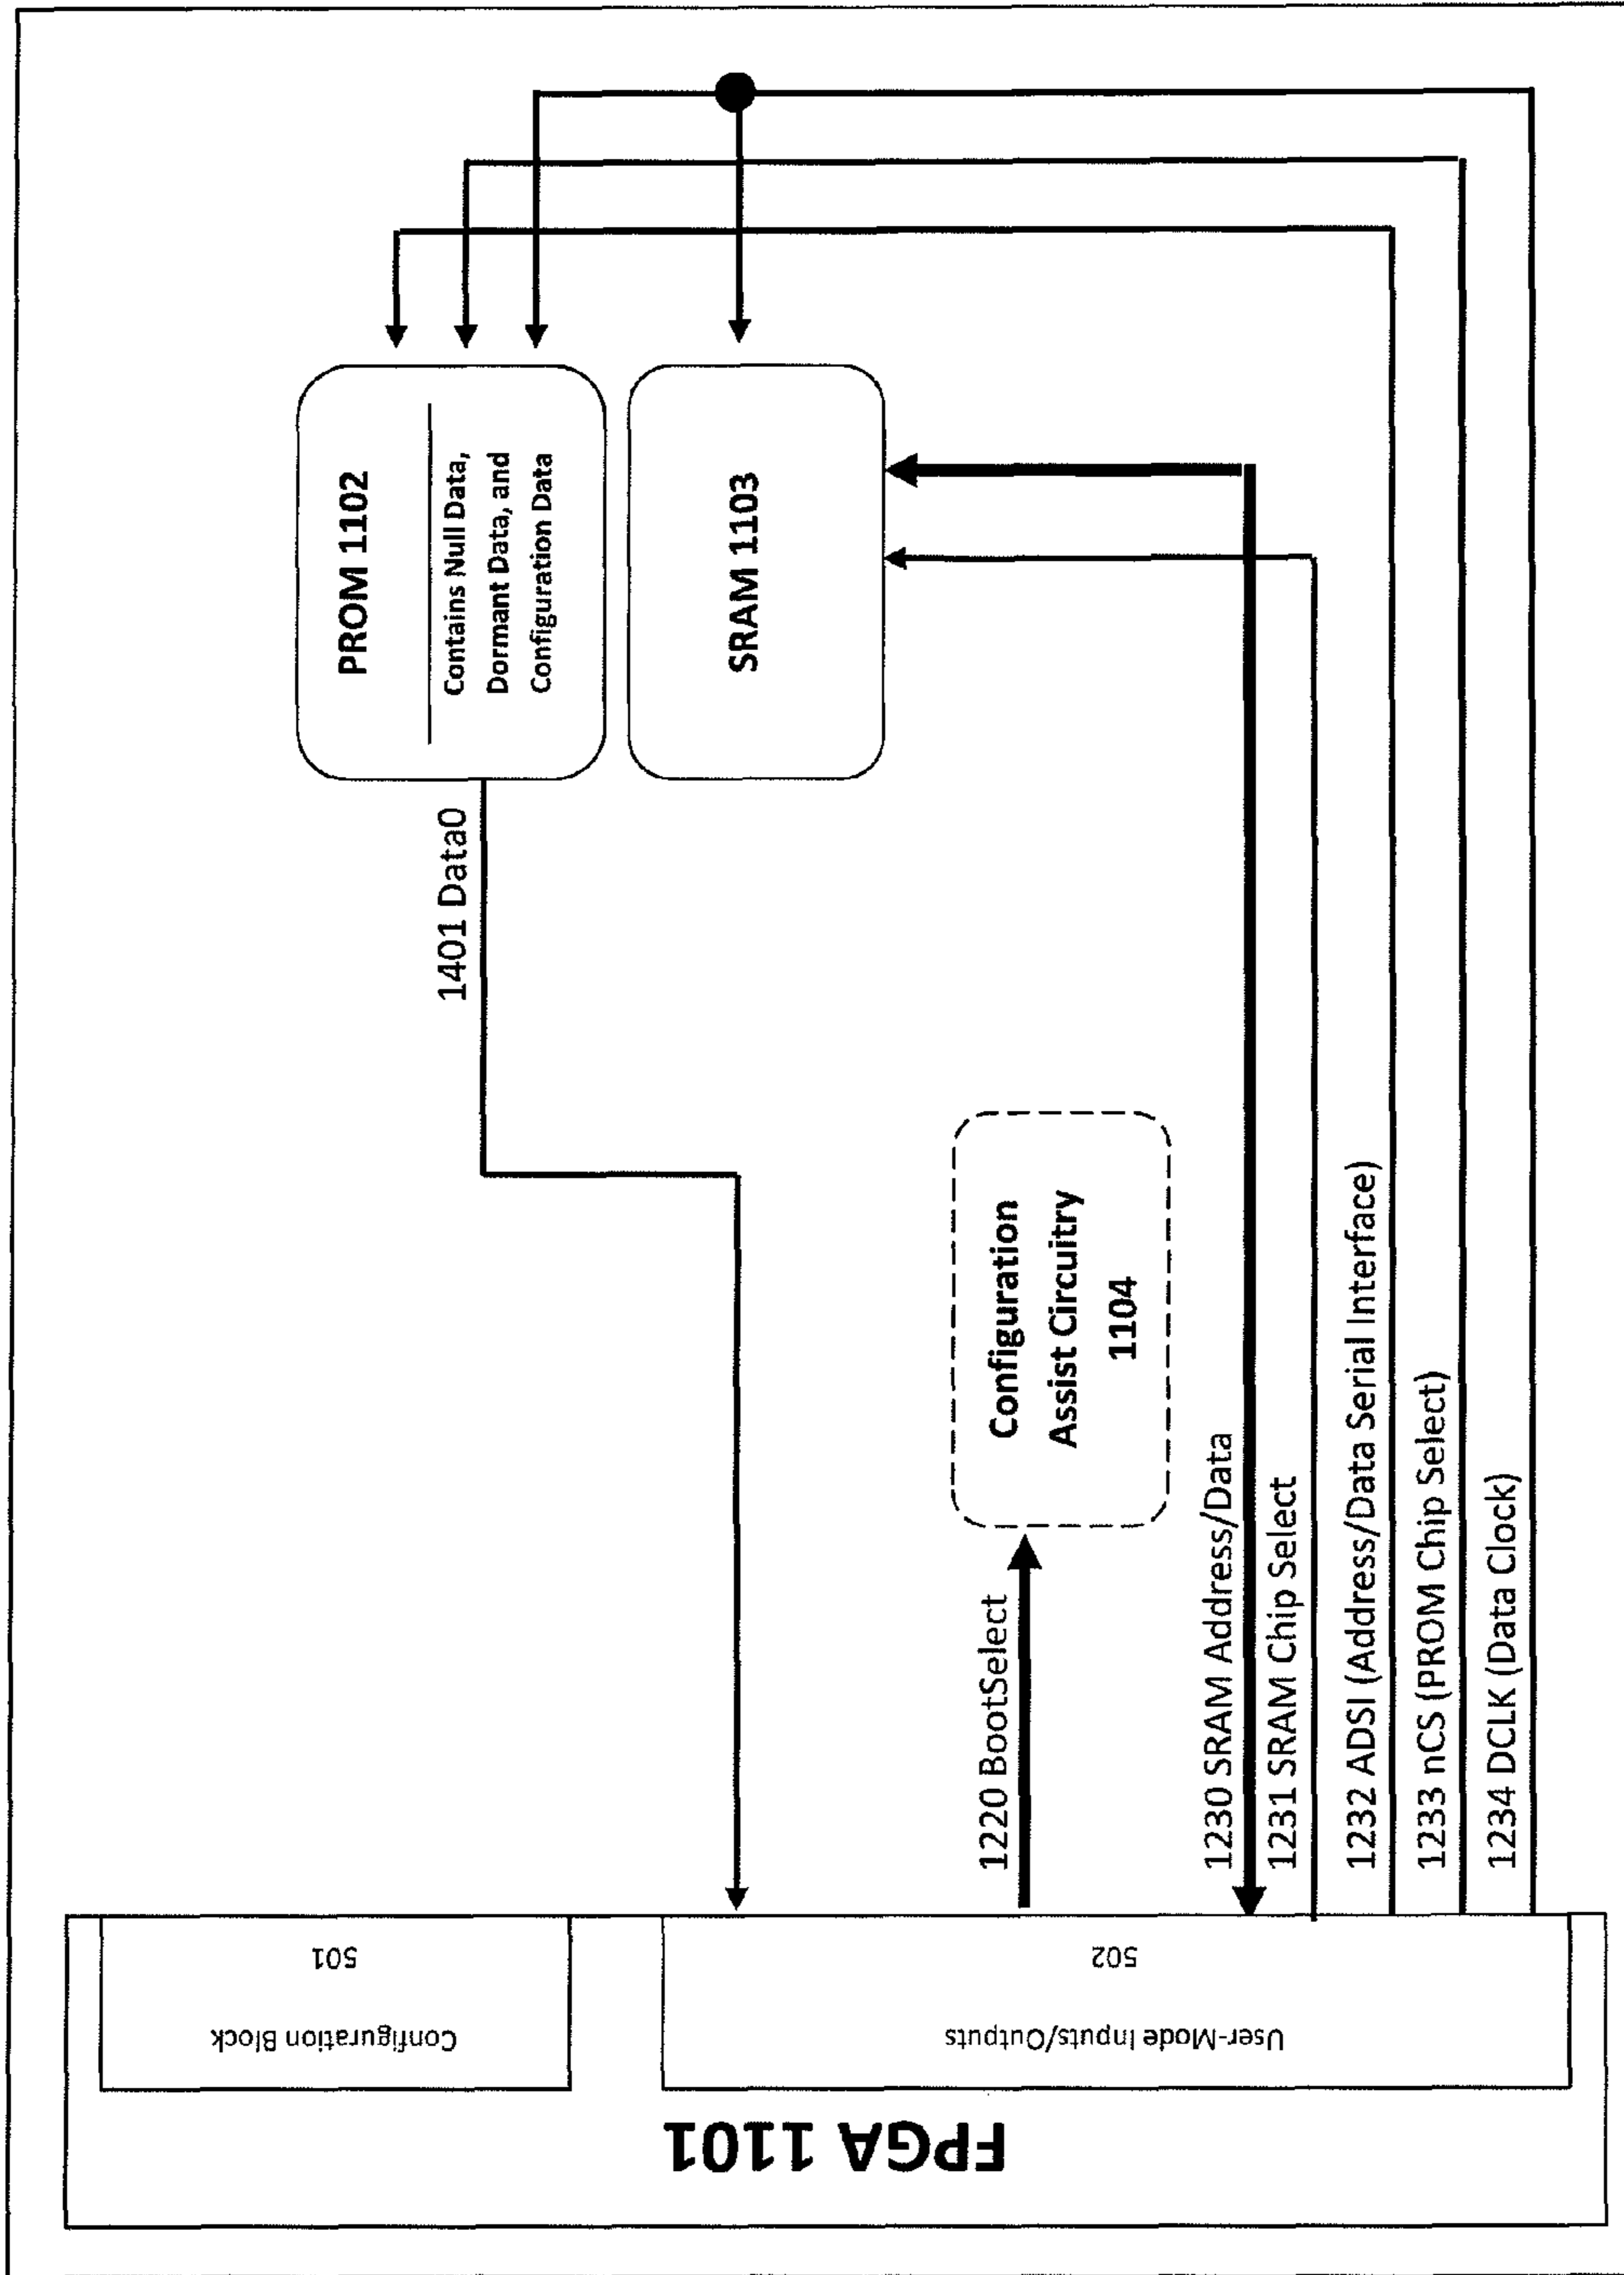 FPGA 1101
Configuration Block
501
User-Mode Inputs/Outputs
502
1401 Data0
PROM 1102
Contains Null Data,
Dormant Data, and
Configuration Data
SRAM 1103
Configuration
Assist Circuitry
1104
1220 BootSelect
1230 SRAM Address/Data
1231 SRAM Chip Select
1232 ADSI (Address/Data Serial Interface)
1233 nCS (PROM Chip Select)
1234 DCLK (Data Clock)